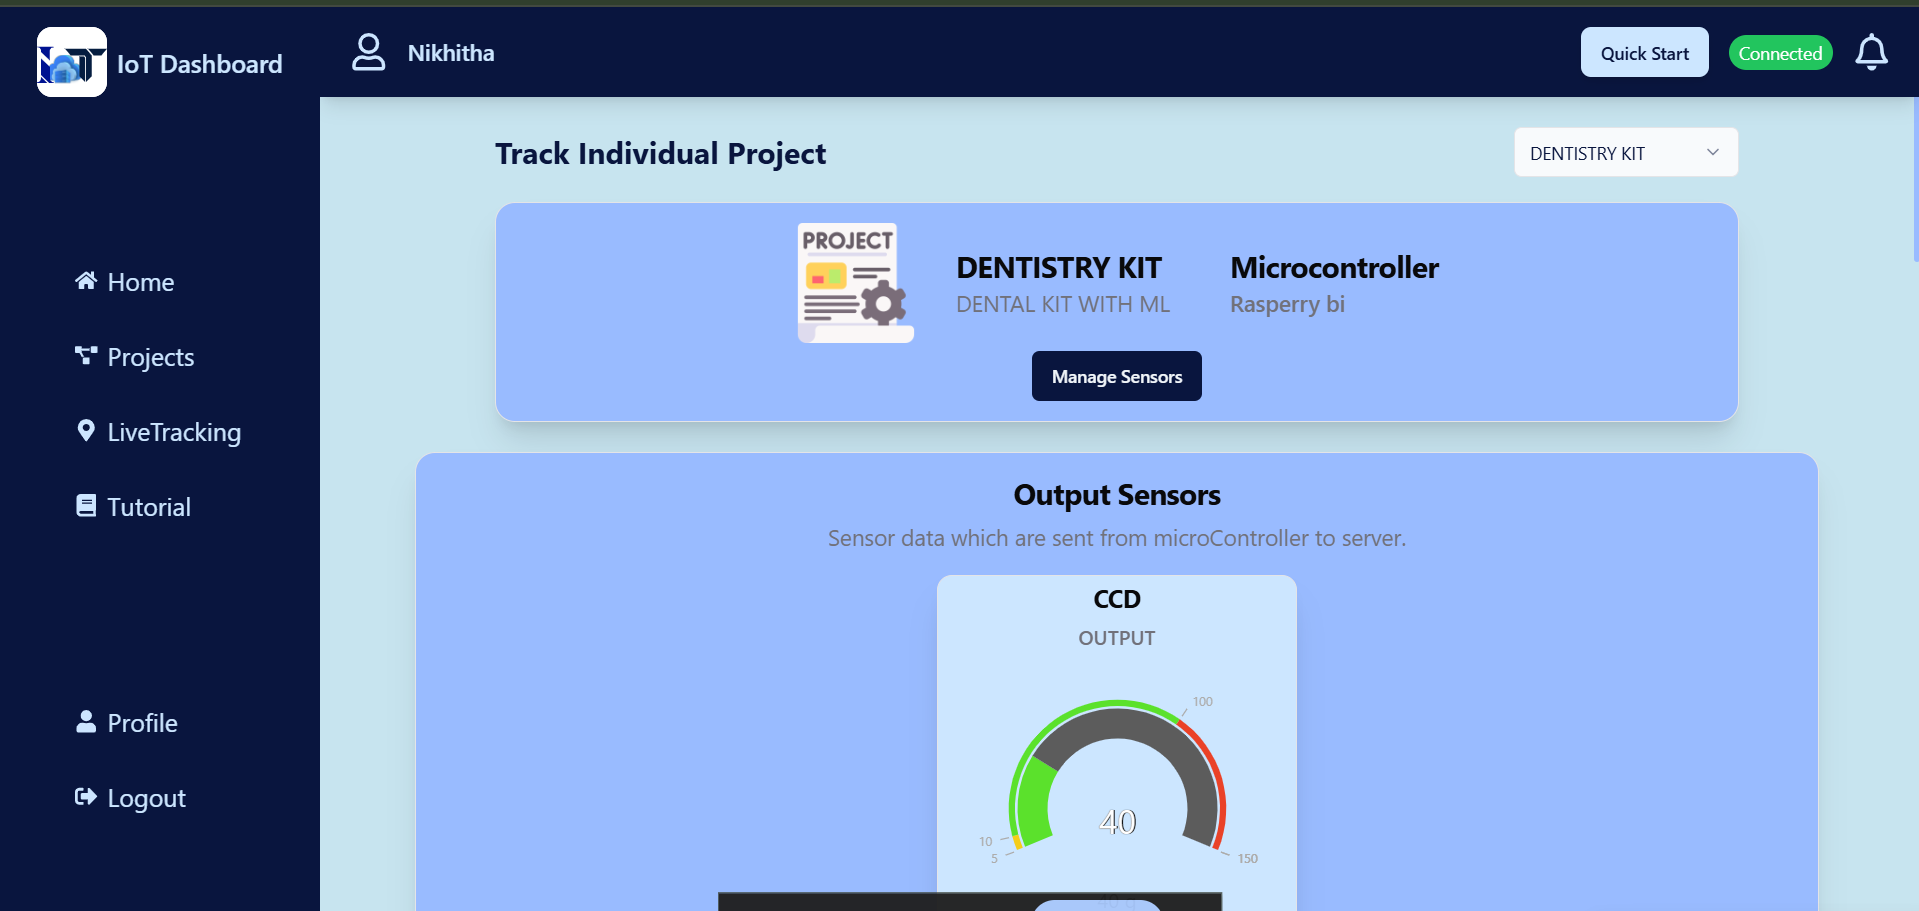 IoT Dashboard
Nikhitha
Quick Start
Connected
Home
Projects
LiveTracking
Tutorial
Profile
Logout
Track Individual Project
DENTISTRY KIT
PROJECT
DENTISTRY KIT
DENTAL KIT WITH ML
Microcontroller
Rasperry bi
Manage Sensors
Output Sensors
Sensor data which are sent from microController to server.
CCD
OUTPUT
100
40
10
5
150